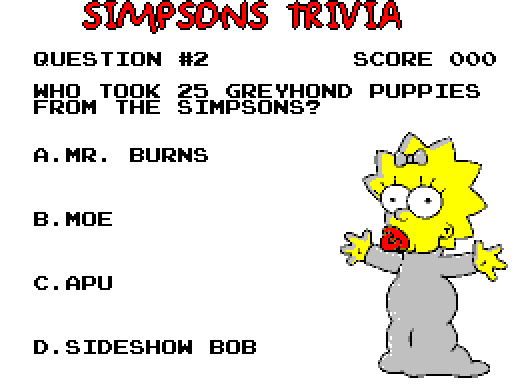 SIMPSONS TRIVIA
QUESTION #2 SCORE 000
WHO TOOK 25 GREYHOND PUPPIES
FROM THE SIMPSONS?
A.MR. BURNS
B.MOE
C.APU
D.SIDESHOW BOB